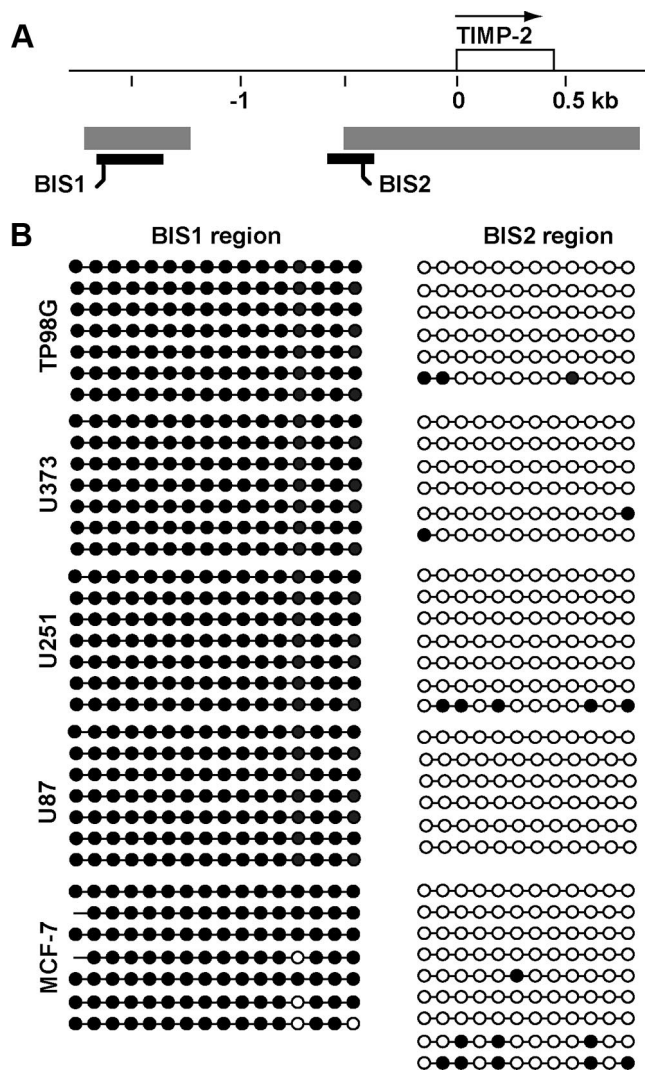 A
TIMP-2
-1
0
0.5 kb
BIS1
BIS2
B
BIS1 region
BIS2 region
TP98G
U373
U251
U87
MCF-7